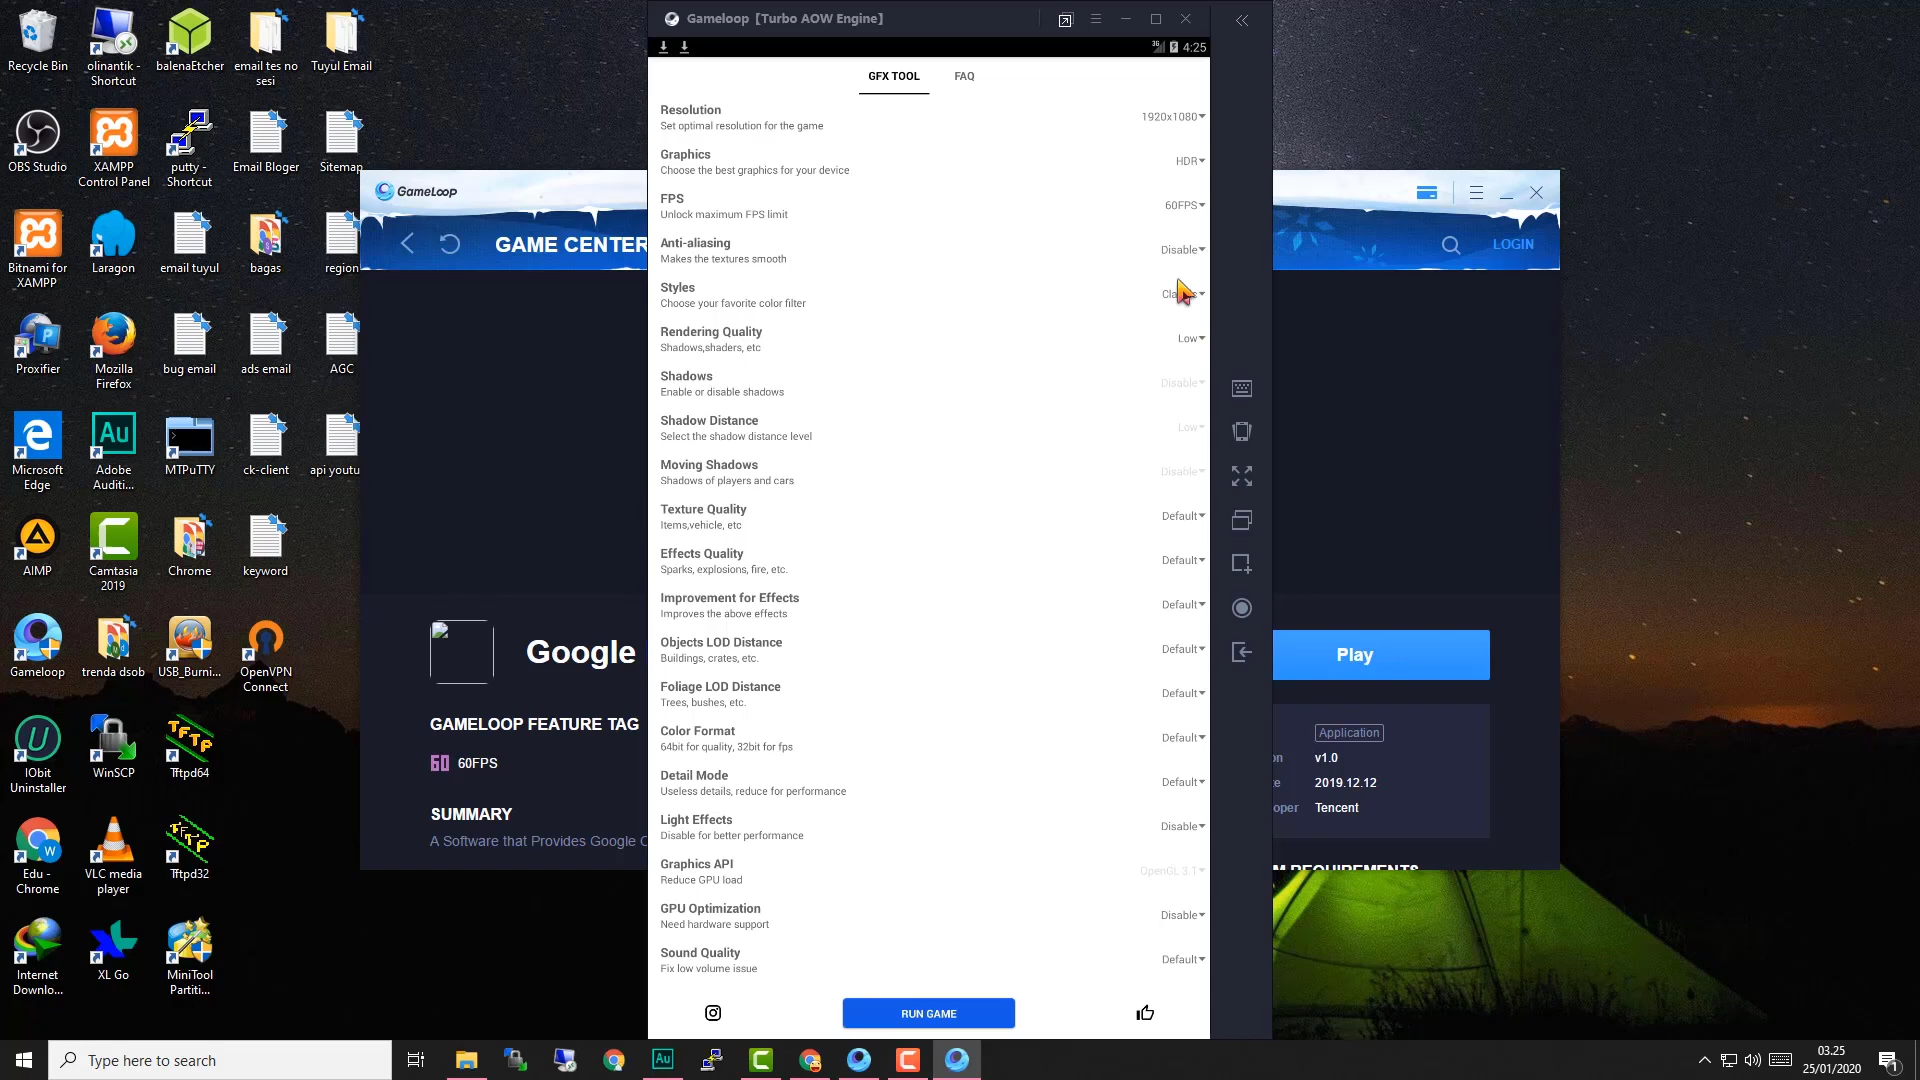 Recycle Bin
olinantik - Shortcut
balenaEtcher
email tes no sesi
Tuyul Email
OBS Studio
XAMPP Control Panel
putty - Shortcut
Email Bloger
Sitemap
Bitnami for XAMPP
Laragon
email tuyul
bagas
region
Proxifier
Mozilla Firefox
bug email
ads email
AGC
Microsoft Edge
Adobe Auditi...
MTPuTTY
ck-client
api youtu
AIMP
Camtasia 2019
Chrome
keyword
Gameloop
trenda dsob
USB_Burni...
OpenVPN Connect
IObit Uninstaller
WinSCP
Tftpd64
Edu - Chrome
VLC media player
Tftpd32
Internet Downlo...
XL Go
MiniTool Partiti...
GameLoop
GAME CENTER
LOGIN
Google
Play
GAMELOOP FEATURE TAG
60 60FPS
SUMMARY
A Software that Provides Google
Application
v1.0
2019.12.12
oper Tencent
M REQUIREMENTS
Gameloop [Turbo AOW Engine]
3G 4:25
GFX TOOL FAQ
Resolution
Set optimal resolution for the game
1920x1080
Graphics
Choose the best graphics for your device
HDR
FPS
Unlock maximum FPS limit
60FPS
Anti-aliasing
Makes the textures smooth
Disable
Styles
Choose your favorite color filter
Rendering Quality
Shadows,shaders, etc
Low
Shadows
Enable or disable shadows
Disable
Shadow Distance
Select the shadow distance level
Low
Moving Shadows
Shadows of players and cars
Disable
Texture Quality
Items,vehicle, etc
Default
Effects Quality
Sparks, explosions, fire, etc.
Default
Improvement for Effects
Improves the above effects
Default
Objects LOD Distance
Buildings, crates, etc.
Default
Foliage LOD Distance
Trees, bushes, etc.
Default
Color Format
64bit for quality, 32bit for fps
Default
Detail Mode
Useless details, reduce for performance
Default
Light Effects
Disable for better performance
Disable
Graphics API
Reduce GPU load
OpenGL 3.1
GPU Optimization
Need hardware support
Disable
Sound Quality
Fix low volume issue
Default
RUN GAME
Type here to search
03.25
25/01/2020